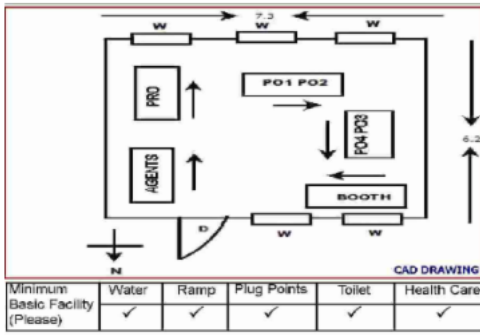 7.3
W W W
PRO
PO1 PO2
PO4 PO3
6.2
AGENTS
BOOTH
D
W W
N
CAD DRAWING
Minimum Basic Facility (Please) Water Ramp Plug Points Toilet Health Care
✓ ✓ ✓ ✓ ✓